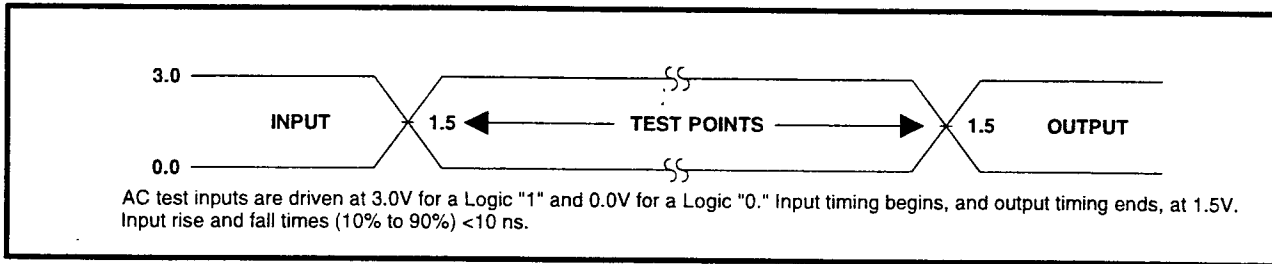 3.0
INPUT 1.5 TEST POINTS 1.5 OUTPUT
0.0
AC test inputs are driven at 3.0V for a Logic "1" and 0.0V for a Logic "0." Input timing begins, and output timing ends, at 1.5V.
Input rise and fall times (10% to 90%) <10 ns.